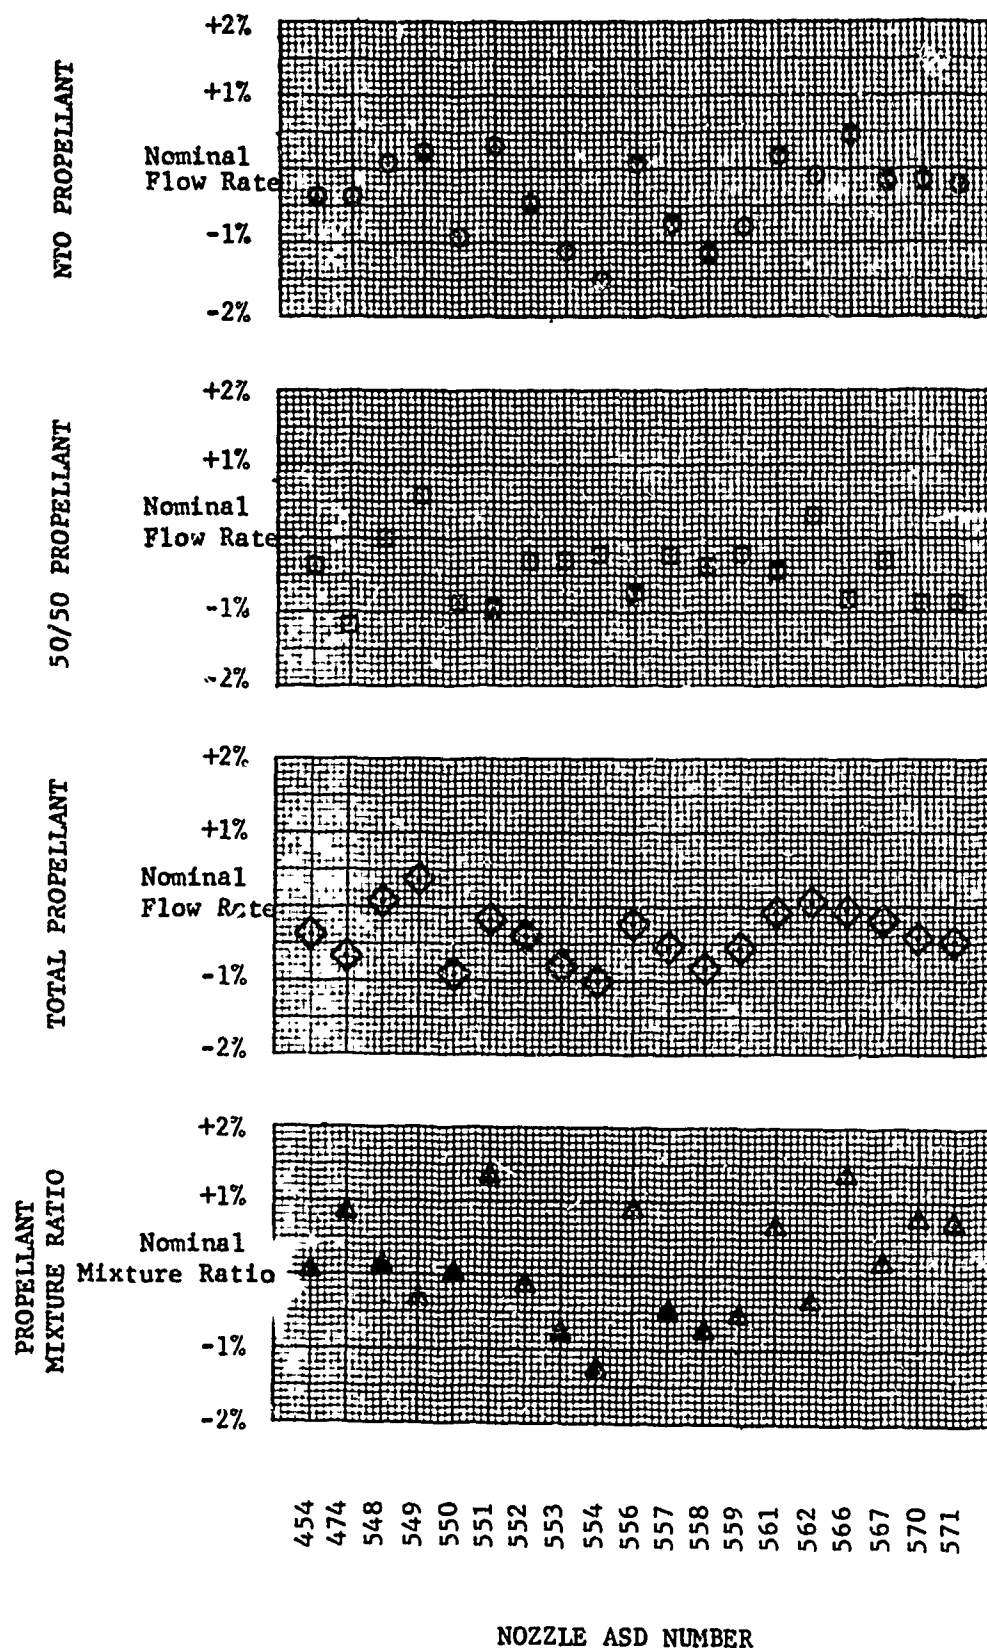 NTO PROPELLANT
+2%
+1%
Nominal
Flow Rate
-1%
-2%
50/50 PROPELLANT
+2%
+1%
Nominal
Flow Rate
-1%
-2%
TOTAL PROPELLANT
+2%
+1%
Nominal
Flow Rate
-1%
-2%
PROPELLANT
MIXTURE RATIO
+2%
+1%
Nominal
Mixture Ratio
-1%
-2%
454
474
548
549
550
551
552
553
554
556
557
558
559
561
562
566
567
570
571
NOZZLE ASD NUMBER